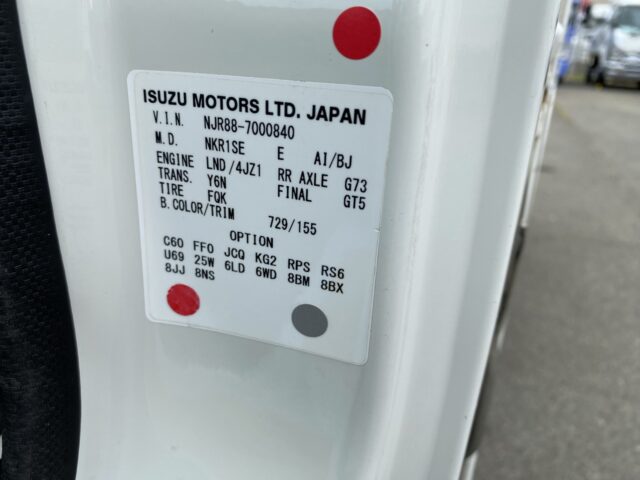 ISUZU MOTORS LTD. JAPAN
V.I.N. NJR88-7000840
M.D. NKR1SE E AI/BJ
ENGINE LND/4JZ1 RR AXLE G73
TRANS. Y6N FINAL GT5
TIRE FQK
B.COLOR/TRIM 729/155
OPTION
C60 FFO JCQ KG2 RPS RS6
U69 25W 6LD 6WD 8BM 8BX
8JJ 8NS